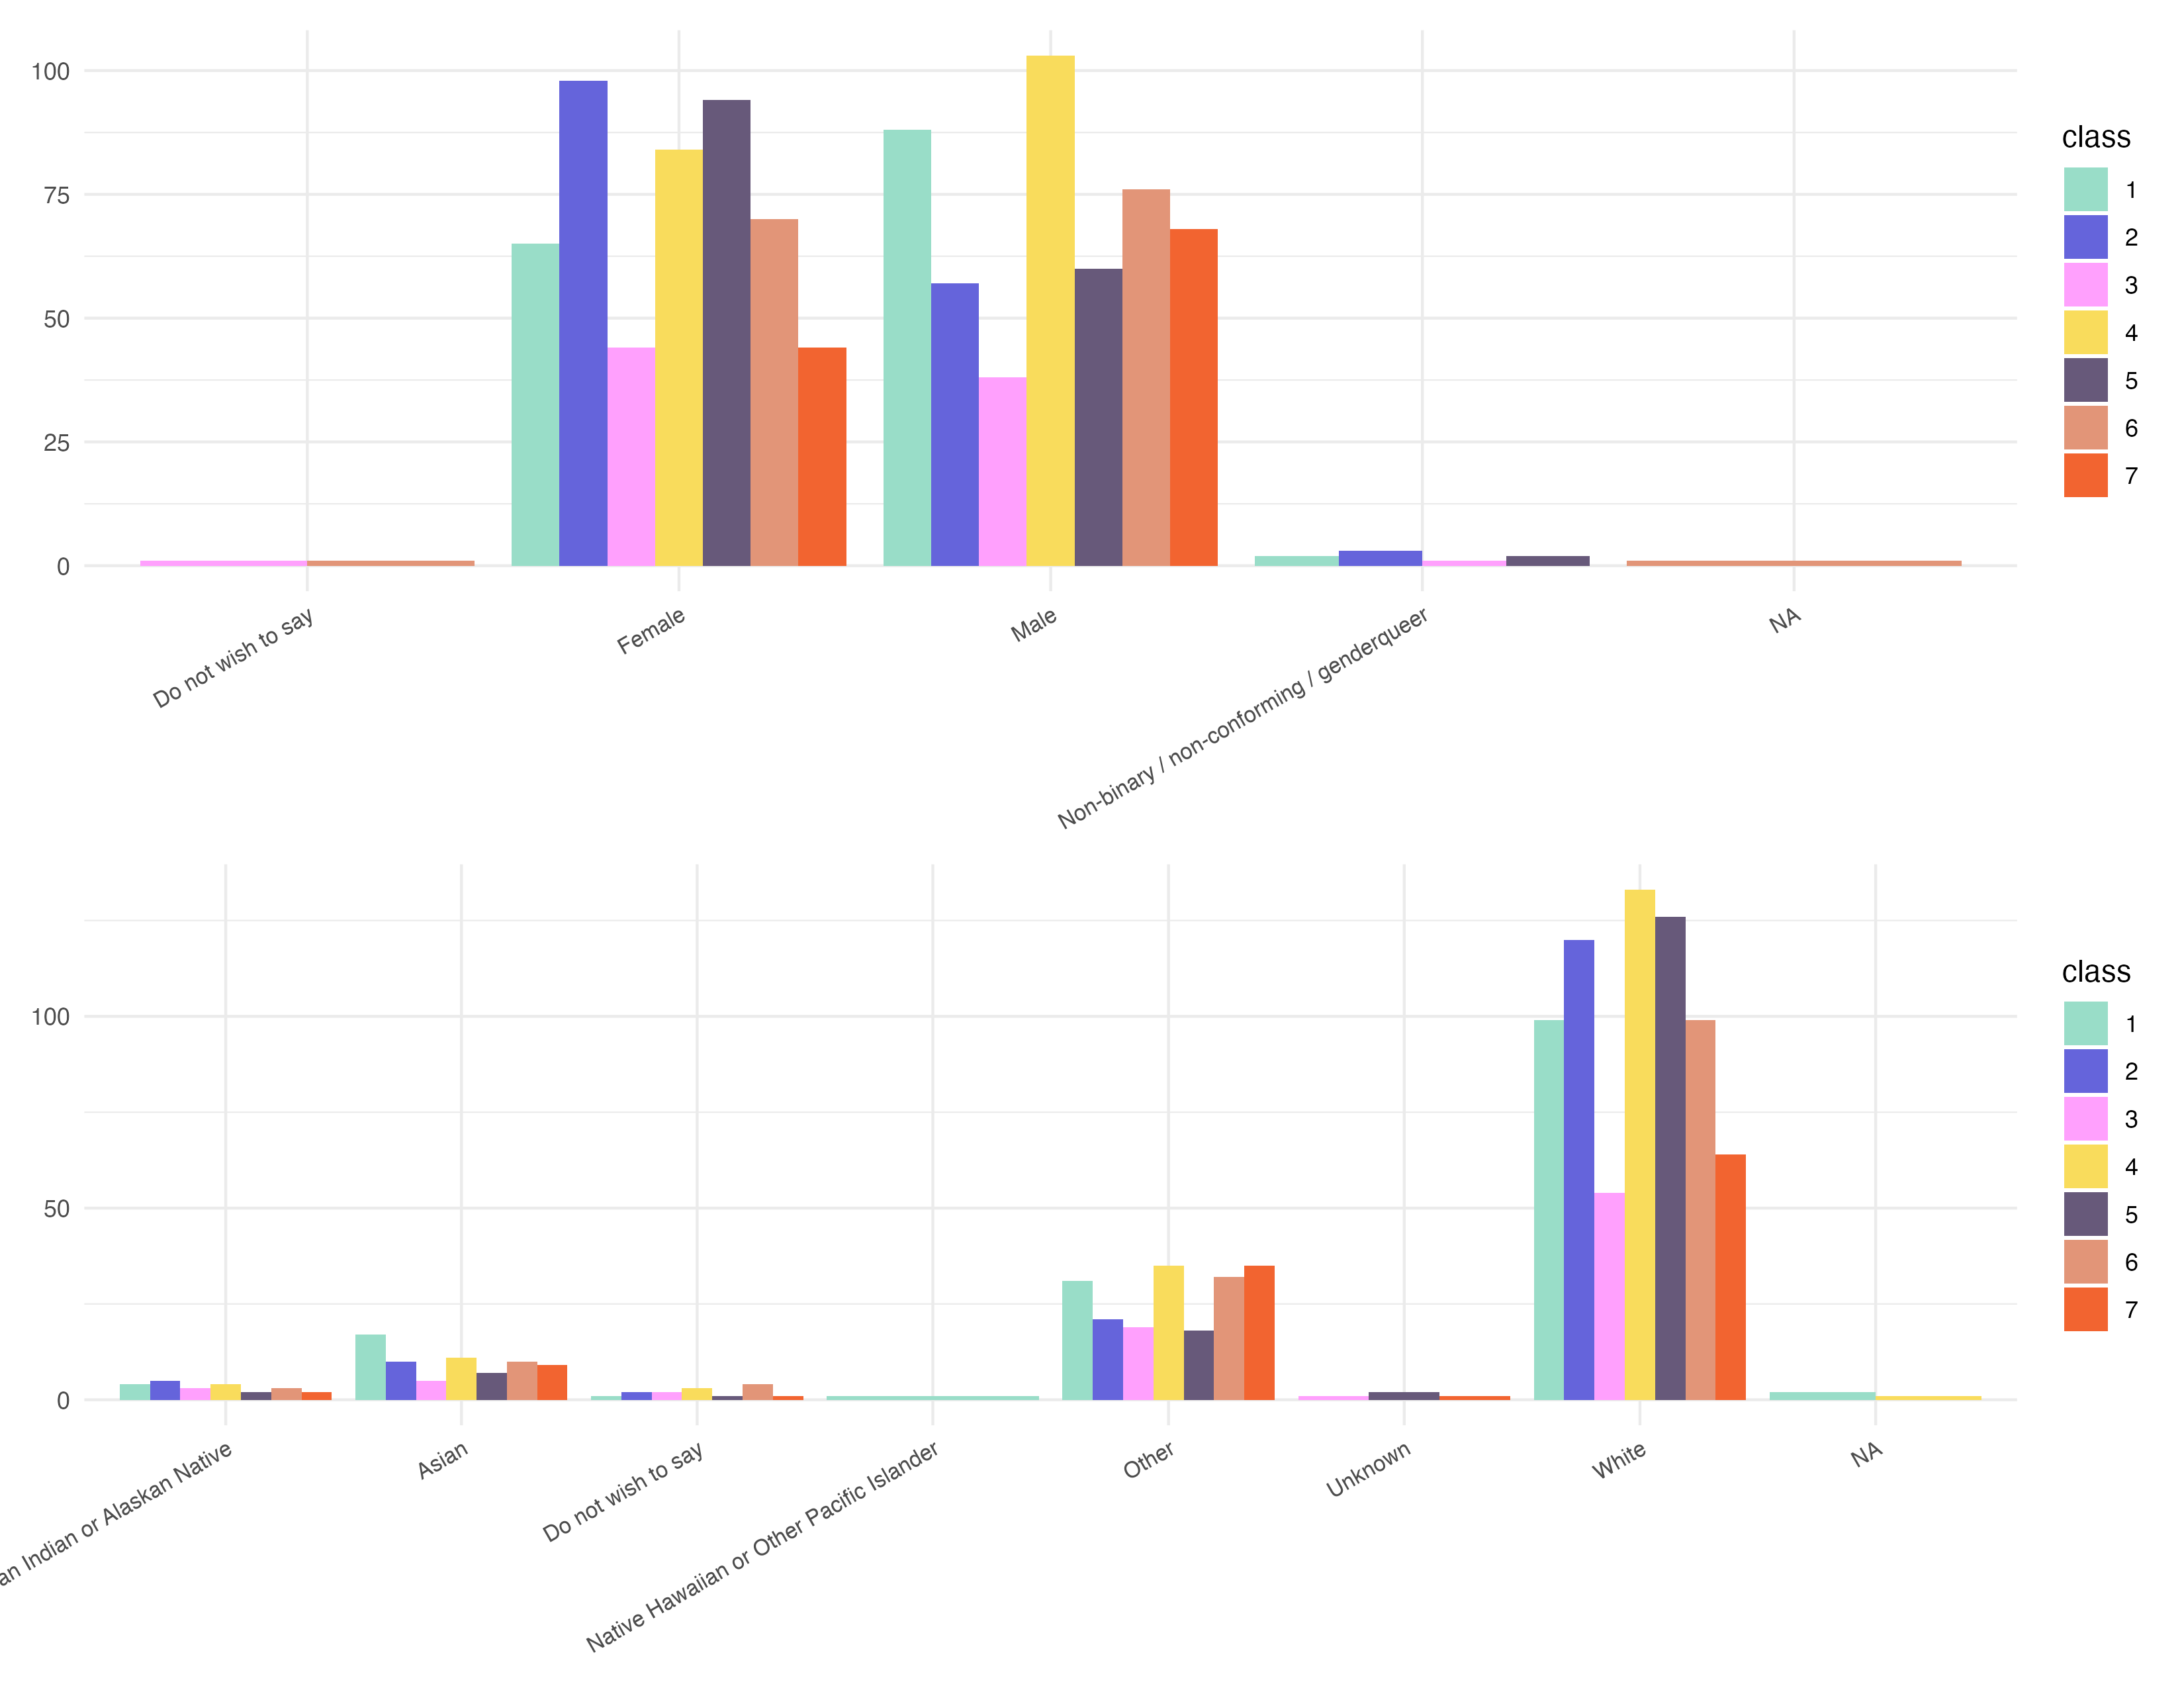 100
75
50
25
0
Do not wish to say
Female
Male
Non-binary / non-conforming / genderqueer
NA
class
1
2
3
4
5
6
7
100
50
0
an Indian or Alaskan Native
Asian
Do not wish to say
Native Hawaiian or Other Pacific Islander
Other
Unknown
White
NA
class
1
2
3
4
5
6
7